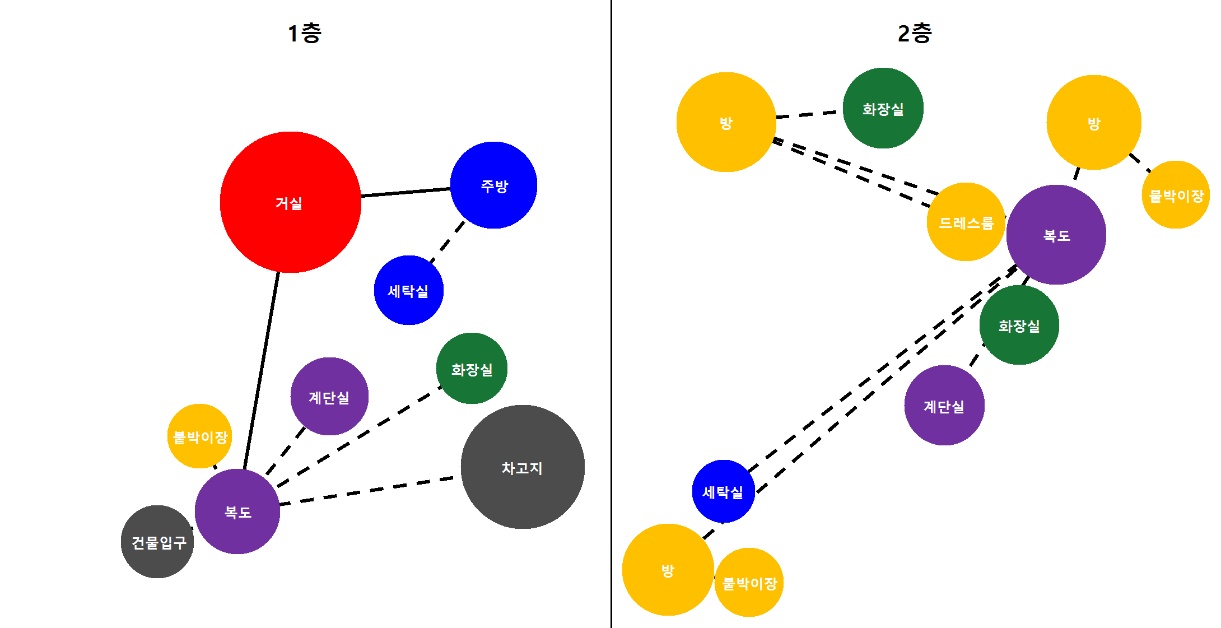 1층
거실
주방
세탁실
화장실
계단실
붙박이장
차고지
복도
건물입구
2층
방
화장실
방
붙박이장
드레스룸
복도
화장실
계단실
세탁실
방
붙박이장